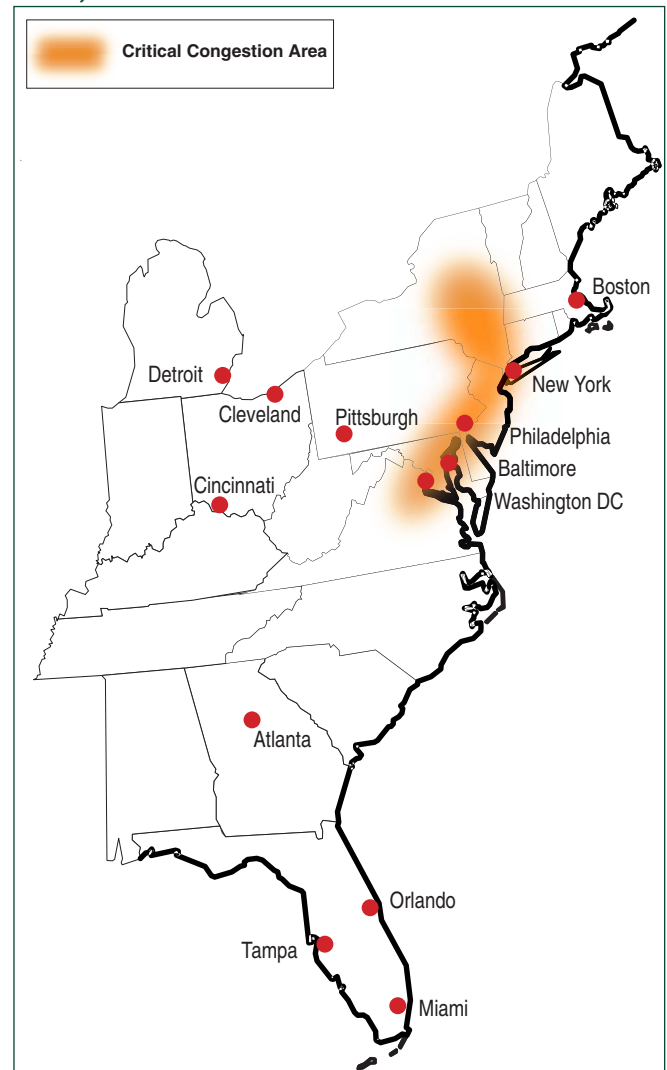 Critical Congestion Area
Boston
Detroit
New York
Cleveland
Pittsburgh
Philadelphia
Baltimore
Cincinnati
Washington DC
Atlanta
Orlando
Tampa
Miami